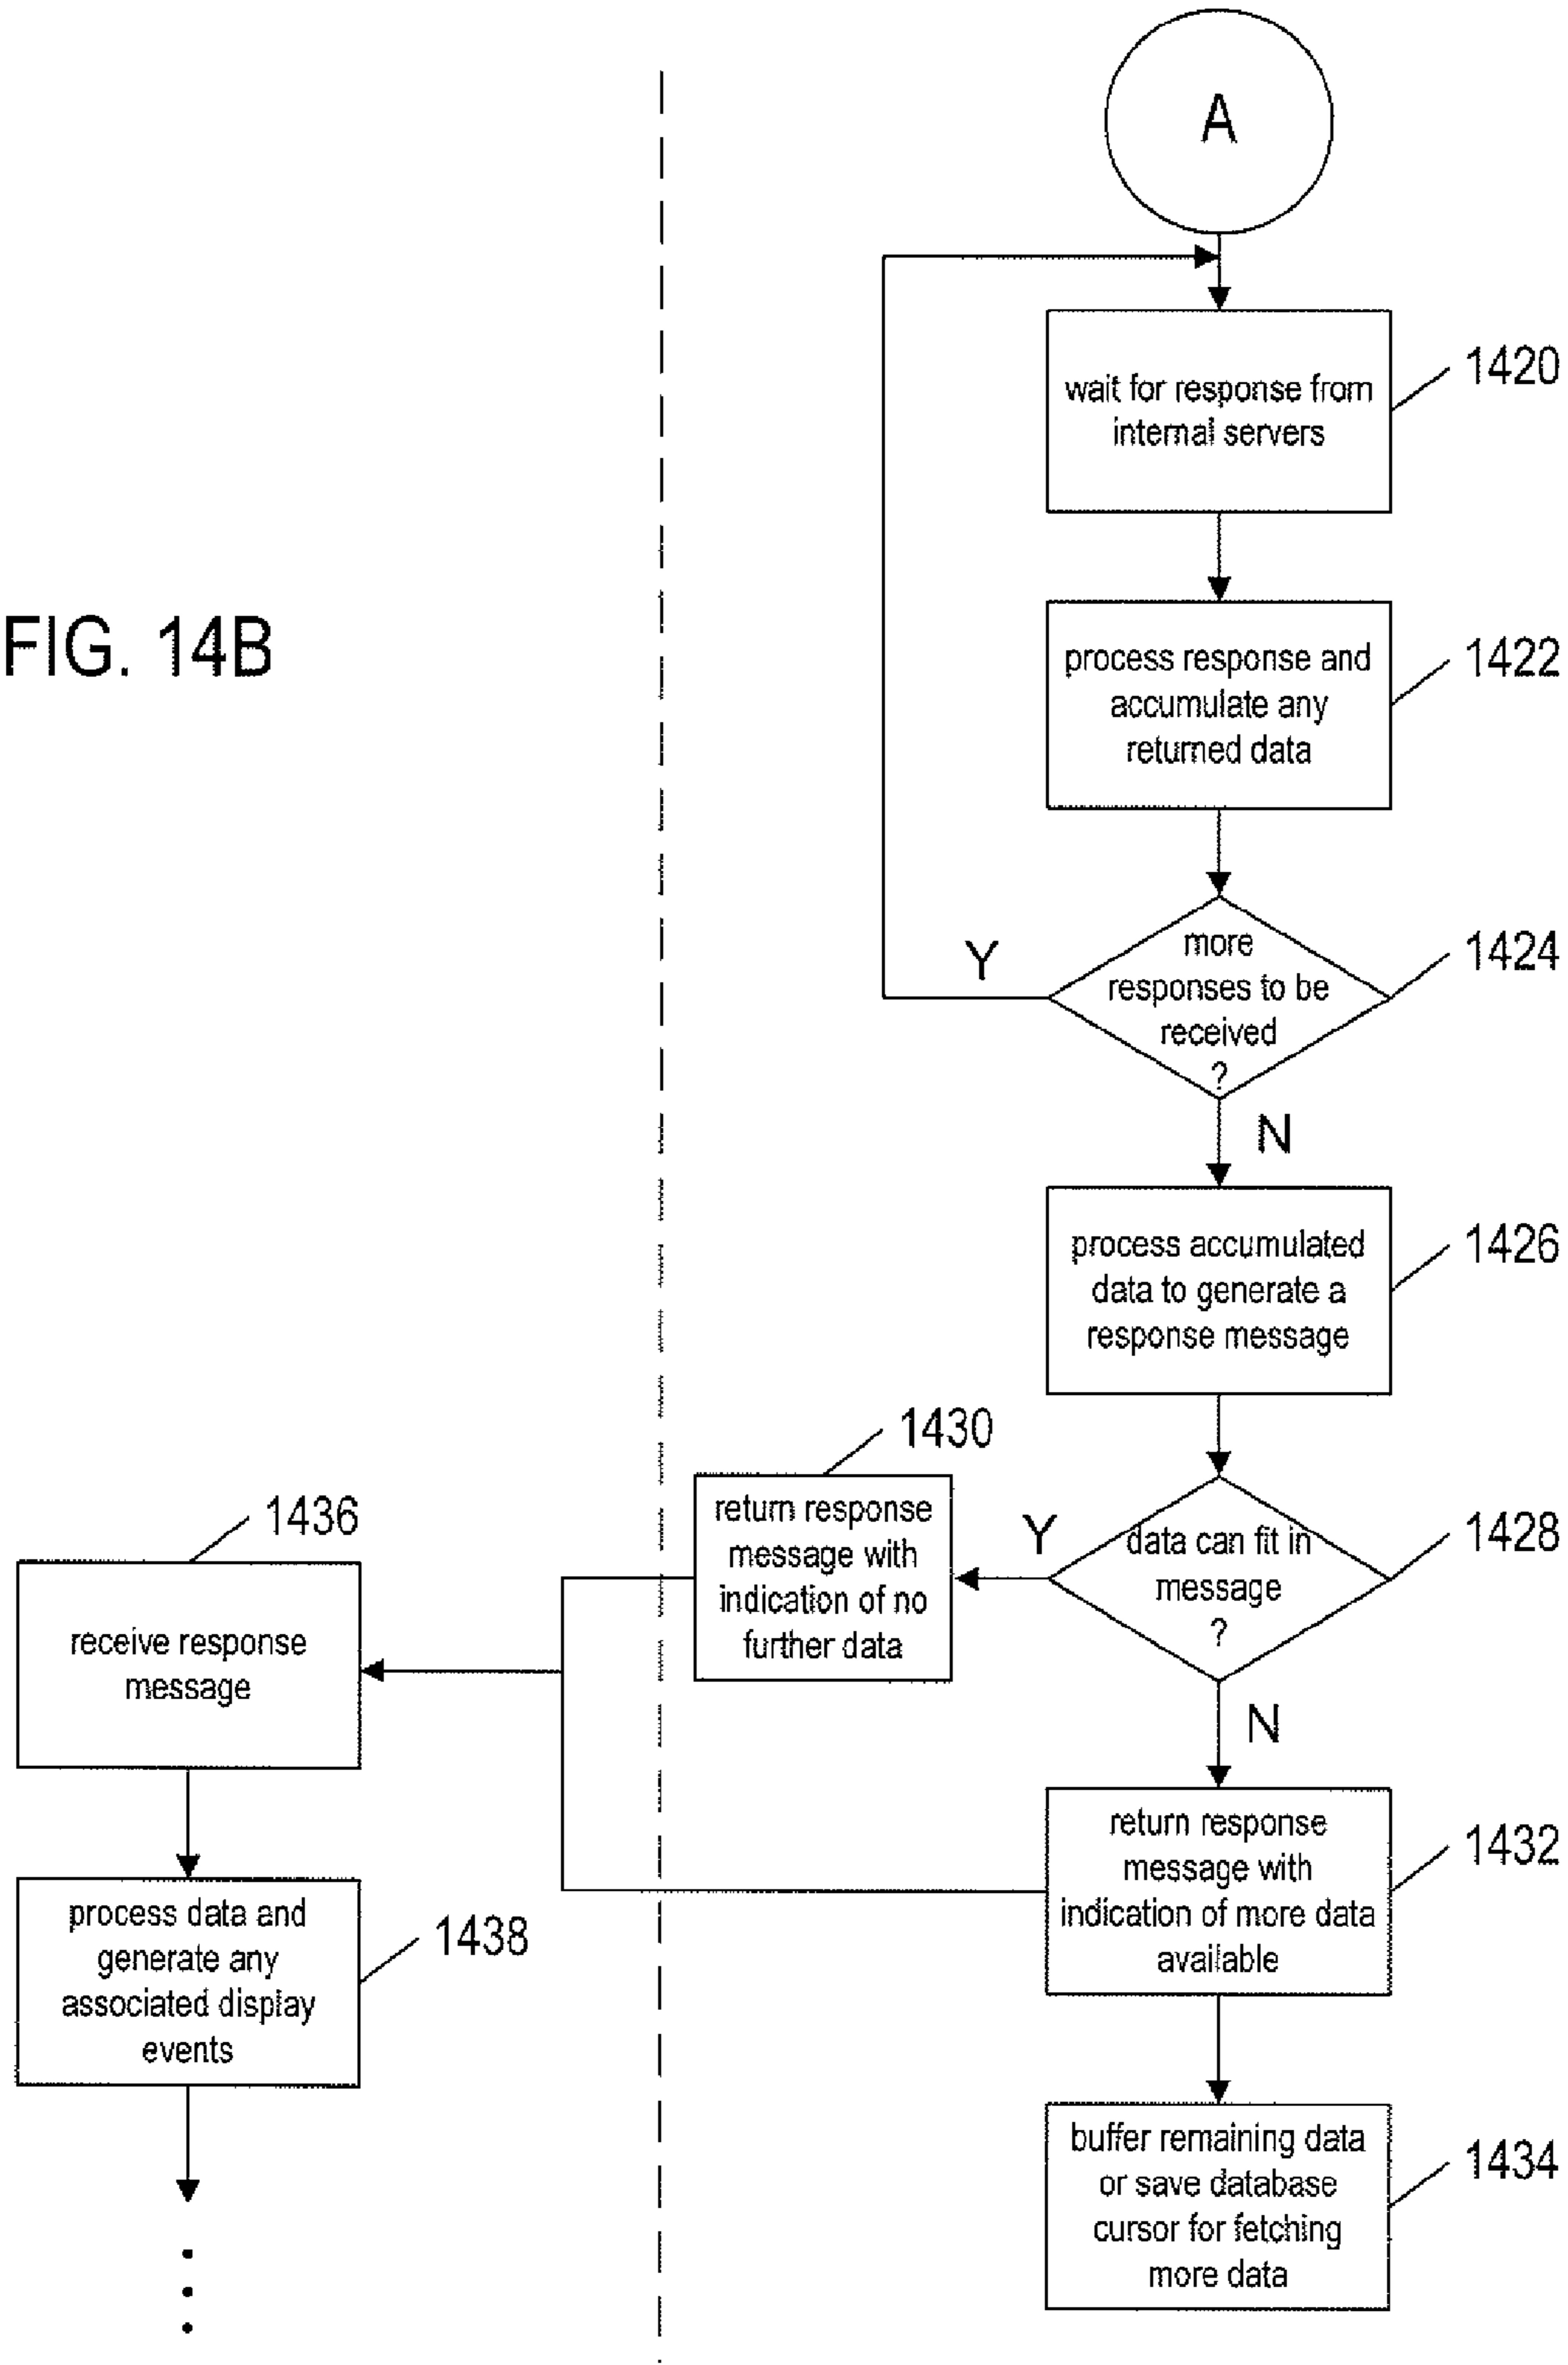 A
wait for response from
internal servers
1420
FIG. 14B
process response and
accumulate any
returned data
1422
more
responses to be
received
?
1424
Y
N
process accumulated
data to generate a
response message
1426
data can fit in
message
?
1428
Y
N
1430
return response
message with
indication of no
further data
1436
receive response
message
return response
message with
indication of more data
available
1432
process data and
generate any
associated display
events
1438
buffer remaining data
or save database
cursor for fetching
more data
1434